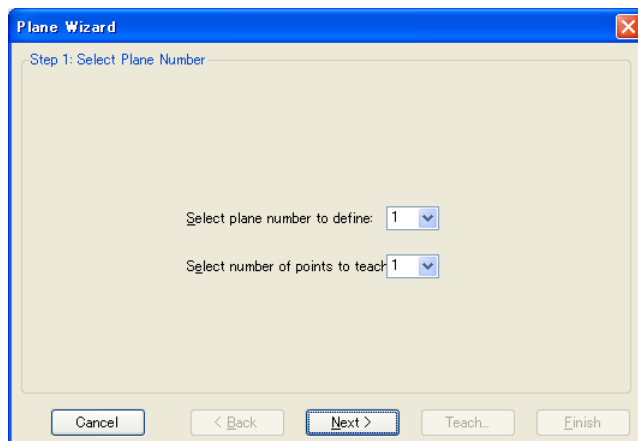 Plane Wizard
Step 1: Select Plane Number
Select plane number to define: 1
Select number of points to teach 1
Cancel < Back Next > Teach... Finish